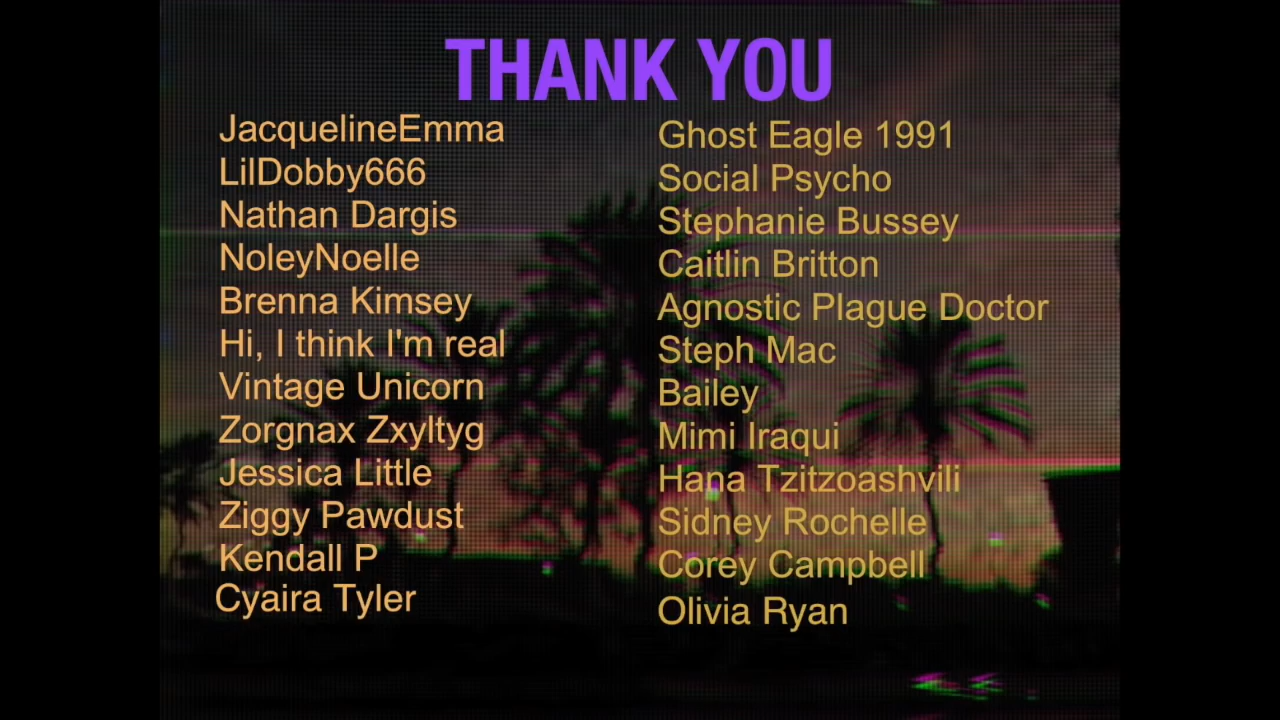 THANK YOU
JacquelineEmma
LilDobby666
Nathan Dargis
NoleyNoelle
Brenna Kimsey
Hi, I think I'm real
Vintage Unicorn
Zorgnax Zxyltyg
Jessica Little
Ziggy Pawdust
Kendall P
Cyaira Tyler
Ghost Eagle 1991
Social Psycho
Stephanie Bussey
Caitlin Britton
Agnostic Plague Doctor
Steph Mac
Bailey
Mimi Iraqui
Hana Tzitzoashvili
Sidney Rochelle
Corey Campbell
Olivia Ryan